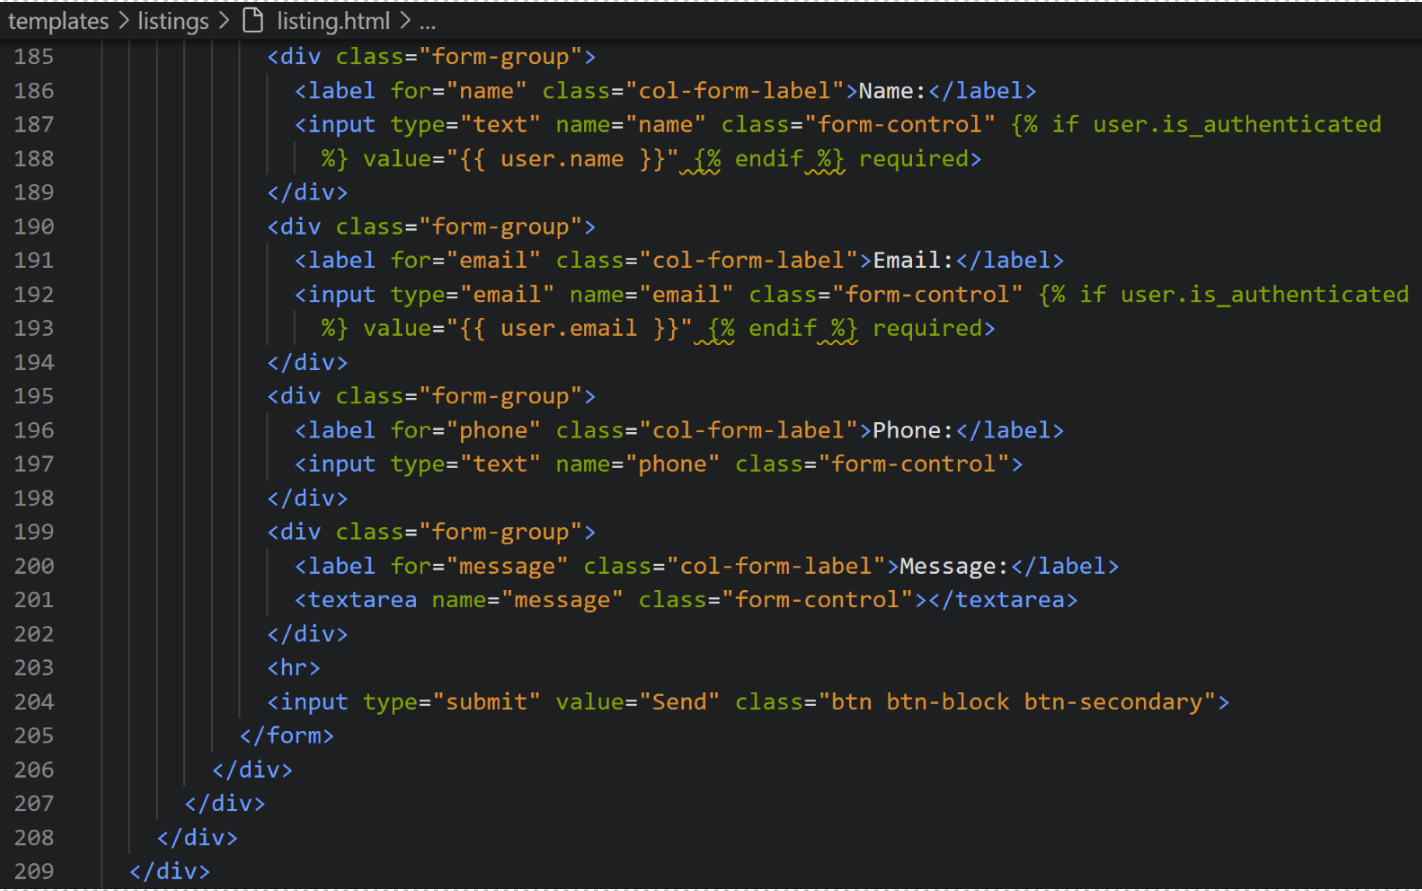 templates > listings > listing.html > ...
185 <div class="form-group">
186 <label for="name" class="col-form-label">Name:</label>
187 <input type="text" name="name" class="form-control" {% if user.is_authenticated
188 %} value="{{ user.name }}" {% endif %} required>
189 </div>
190 <div class="form-group">
191 <label for="email" class="col-form-label">Email:</label>
192 <input type="email" name="email" class="form-control" {% if user.is_authenticated
193 %} value="{{ user.email }}" {% endif %} required>
194 </div>
195 <div class="form-group">
196 <label for="phone" class="col-form-label">Phone:</label>
197 <input type="text" name="phone" class="form-control">
198 </div>
199 <div class="form-group">
200 <label for="message" class="col-form-label">Message:</label>
201 <textarea name="message" class="form-control"></textarea>
202 </div>
203 <hr>
204 <input type="submit" value="Send" class="btn btn-block btn-secondary">
205 </form>
206 </div>
207 </div>
208 </div>
209 </div>